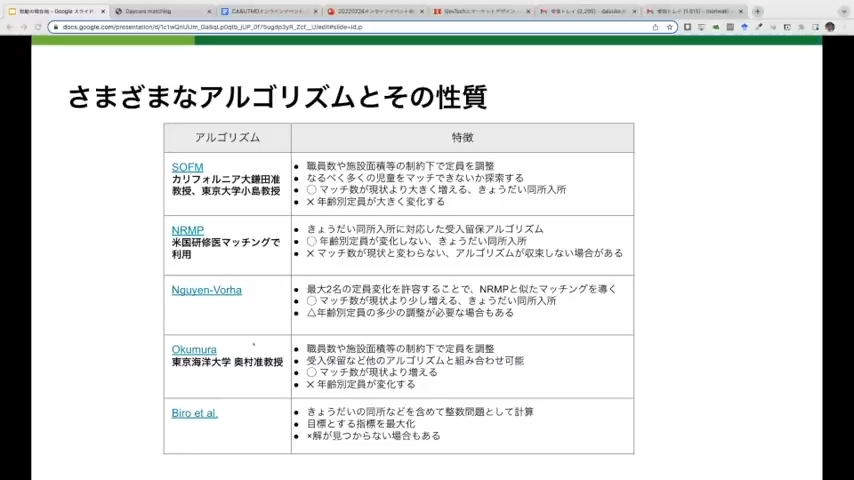 Daycare matchbg
docs.google.com/presentation/d/
さまざまなアルゴリズムとその性質
アルゴリズム
特徴
SOFM
カリフォルニア大鎌田准
教授、東京大学小島教授
職員数や施設面積等の制約下で定員を調整
なるべく多くの児童をマッチできないか探索する
〇 マッチ数が現状より大きく増える、きょうだい同所入所
× 年齢別定員が大きく変化する
NRMP
米国研修医マッチングで
利用
きょうだい同所入所に対応した受入留保アルゴリズム
〇 年齢別定員が変化しない、きょうだい同所入所
× マッチ数が現状と変わらない、アルゴリズムが収束しない場合がある
Nguyen-Vorha
最大2名の定員変化を許容することで、NRMPと似たマッチングを導く
〇 マッチ数が現状より少し増える、きょうだい同所入所
△年齢別定員の多少の調整が必要な場合もある
Okumura
東京海洋大学 奥村准教授
職員数や施設面積等の制約下で定員を調整
受入保留など他のアルゴリズムと組み合わせ可能
〇 マッチ数が現状より増える
× 年齢別定員が変化する
Biro et al.
きょうだいの同所などを含めて整数問題として計算
目標とする指標を最大化
×解が見つからない場合もある